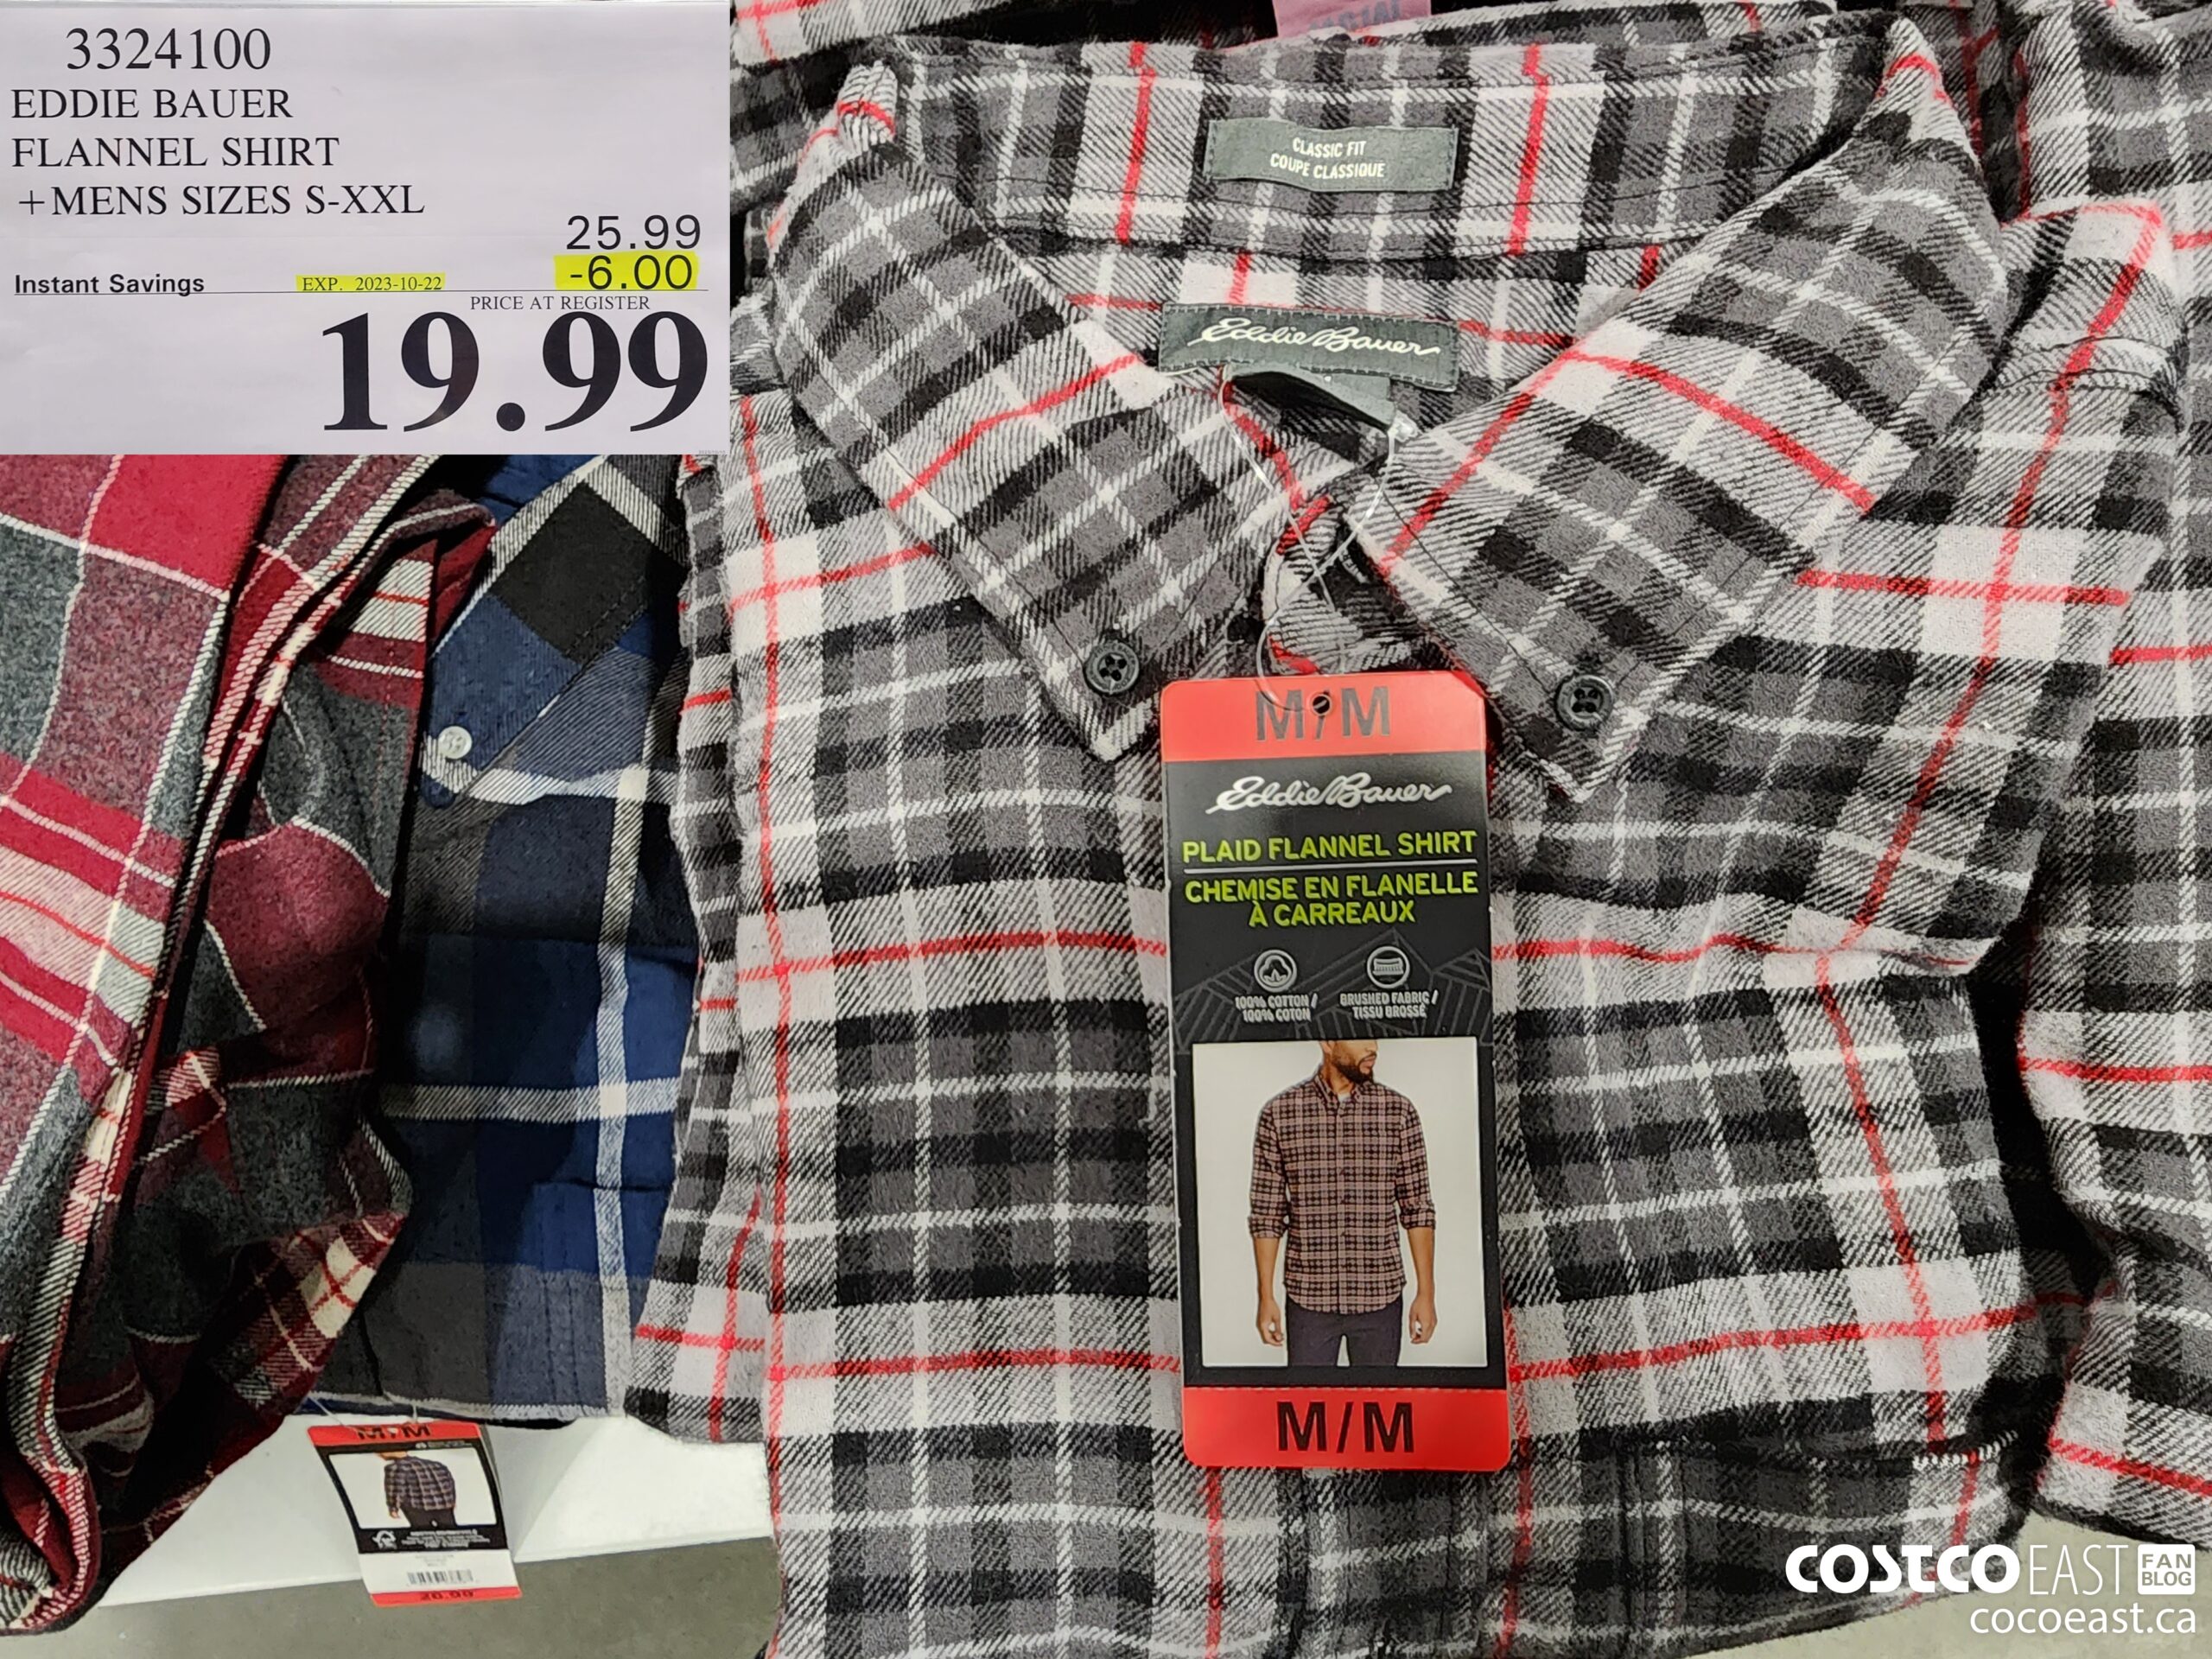 3324100
EDDIE BAUER
FLANNEL SHIRT
+MENS SIZES S-XXL
25.99
Instant Savings EXP. 2023-10-22 -6.00
PRICE AT REGISTER
19.99
CLASSIC FIT
COUPE CLASSIQUE
Eddie Bauer
M/M
Eddie Bauer
PLAID FLANNEL SHIRT
CHEMISE EN FLANELLE
À CARREAUX
100% COTTON /
100% COTON
BRUSHED FABRIC /
TISSU BROSSÉ
M/M
M/M
COSTCO EAST FAN
BLOG
cocoeast.ca